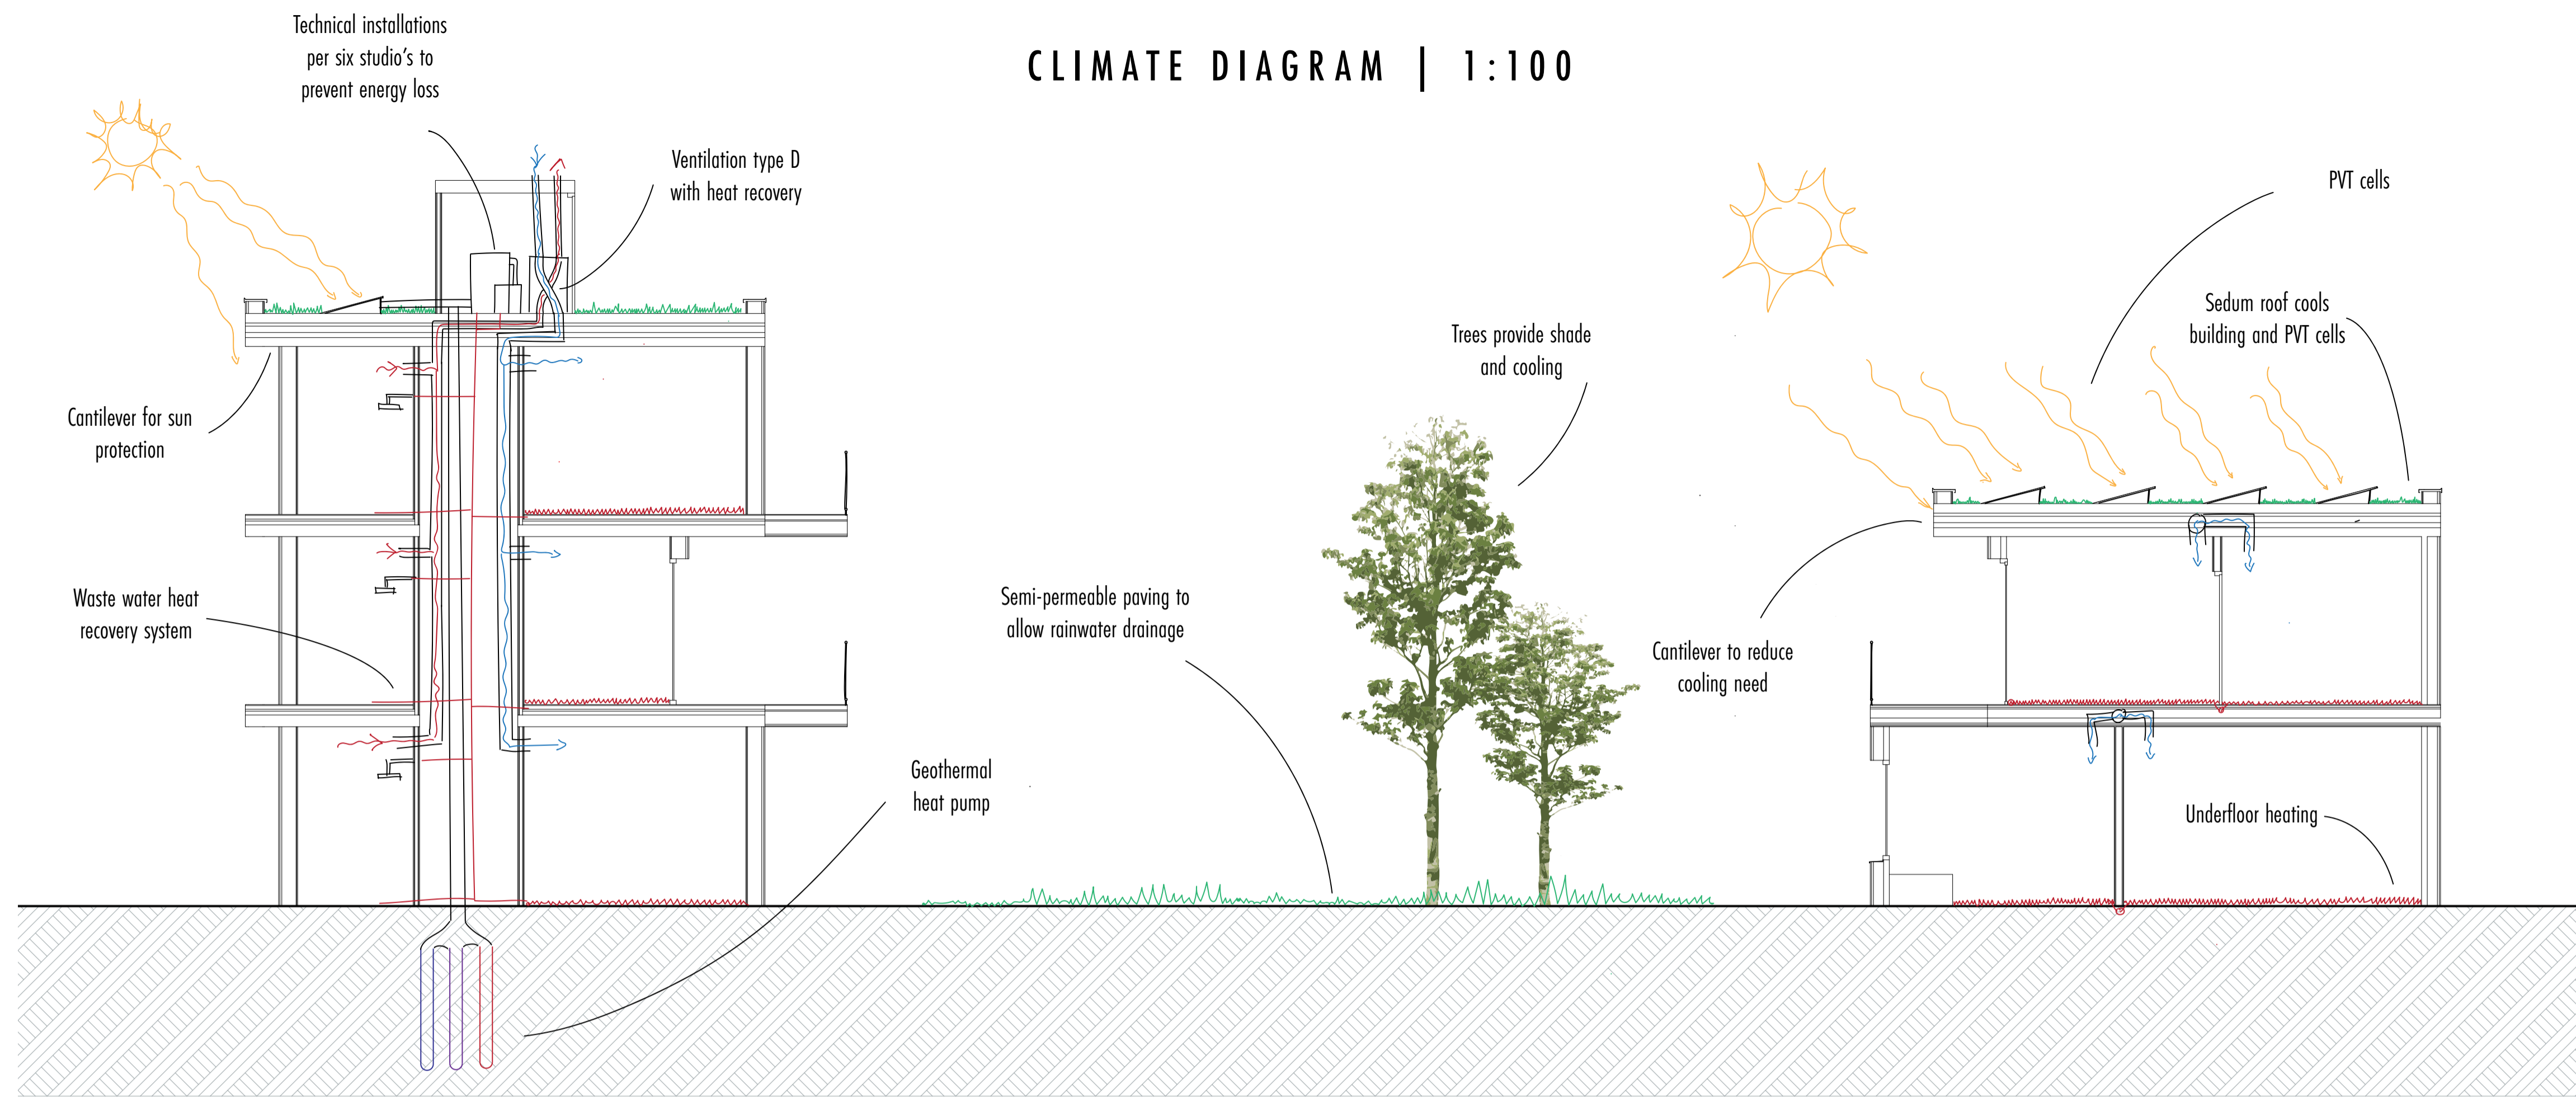 CLIMATE DIAGRAM | 1:100
Technical installations
per six studio's to
prevent energy loss
Ventilation type D
with heat recovery
Cantilever for sun
protection
Waste water heat
recovery system
Geothermal
heat pump
Semi-permeable paving to
allow rainwater drainage
Trees provide shade
and cooling
Cantilever to reduce
cooling need
PVT cells
Sedum roof cools
building and PVT cells
Underfloor heating